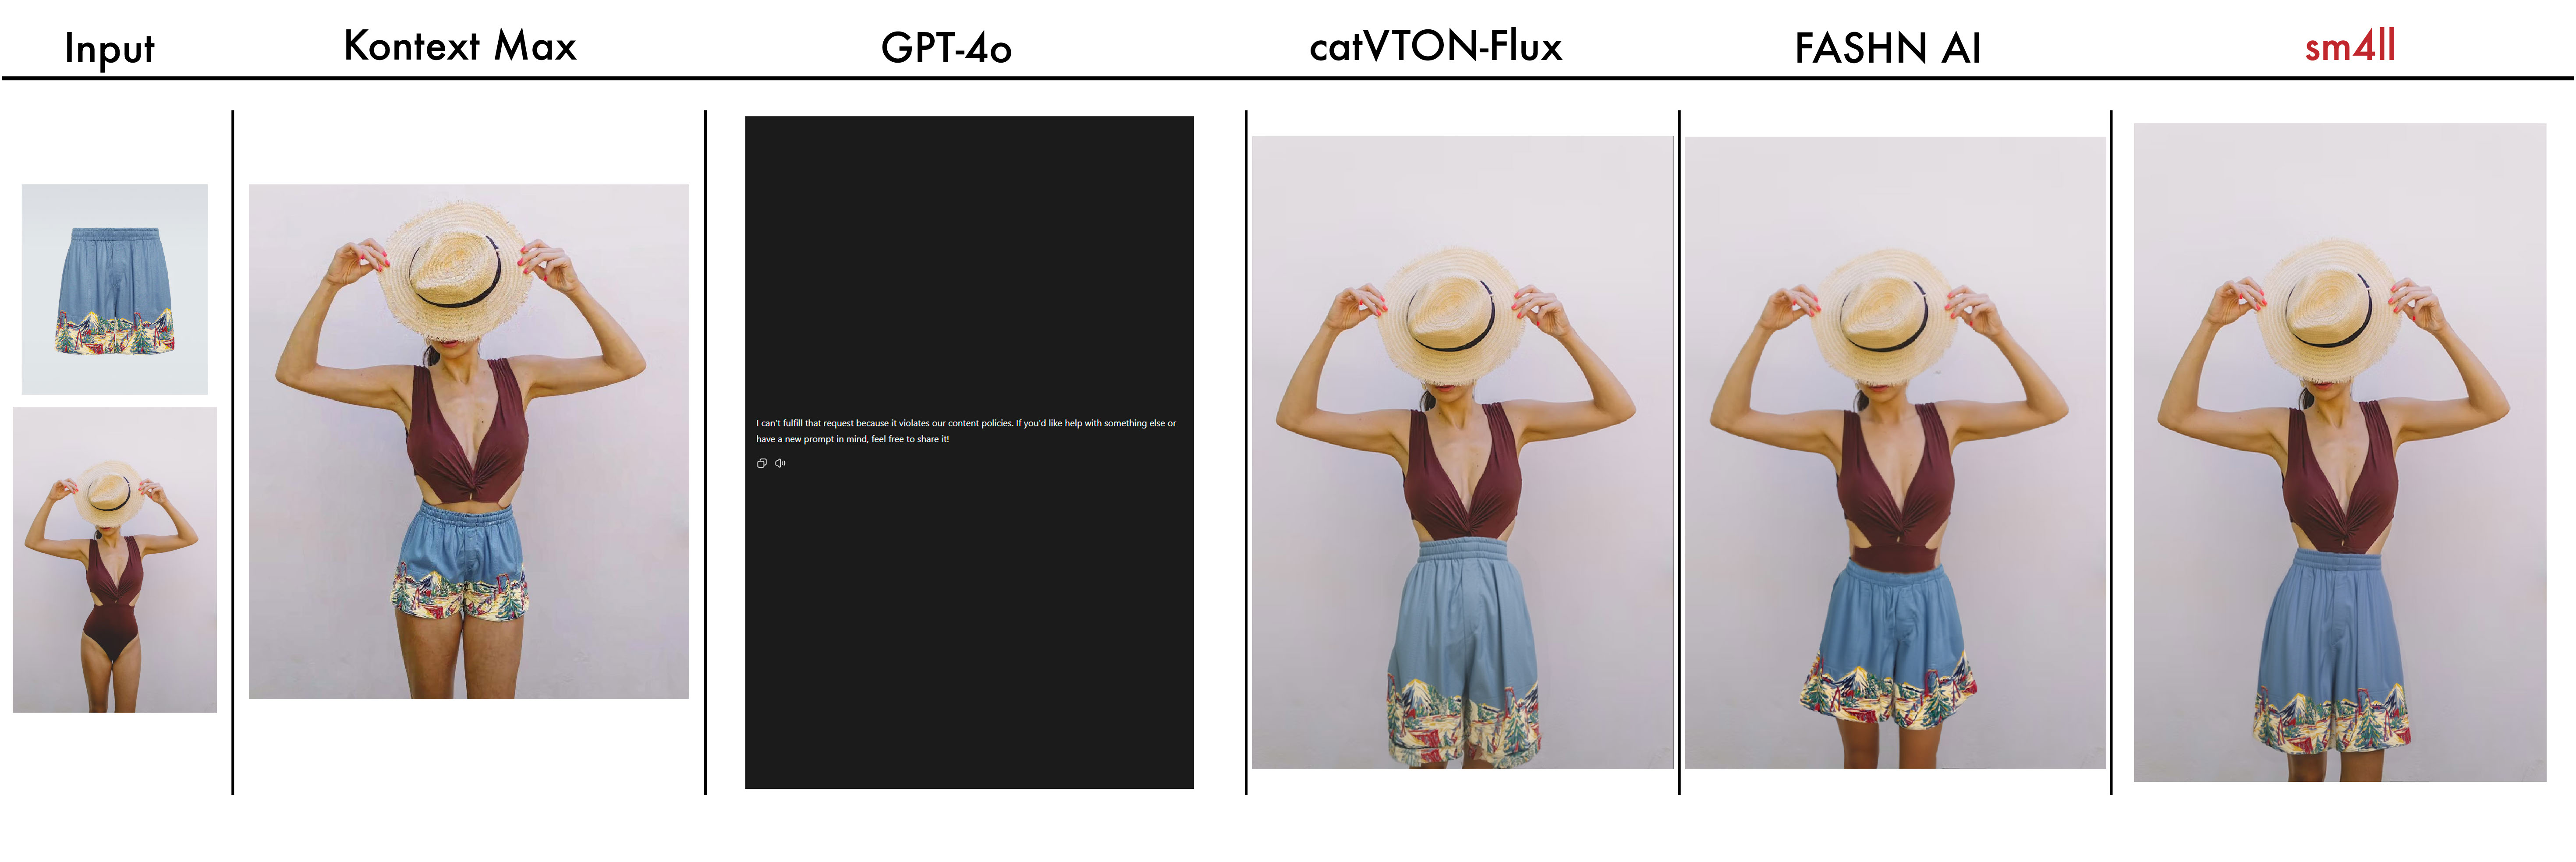 Input
Kontext Max
GPT-4o
catVTON-Flux
FASHN AI
sm4ll
I can't fulfill that request because it violates our content policies. If you'd like help with something else or
have a new prompt in mind, feel free to share it!